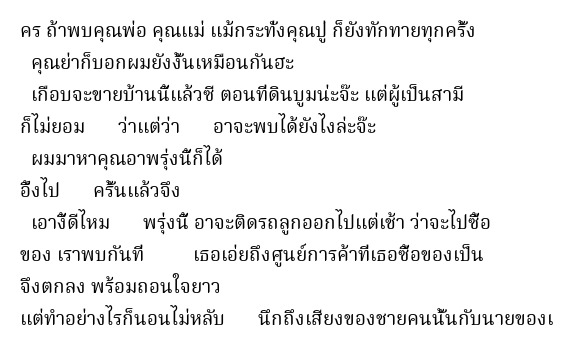 คร ถ้าพบคุณพ่อ คุณแม่ แม้กระทั่งคุณปู่ ก็ยังทักทายทุกครั้ง
คุณย่าก็บอกผมยังงั้นเหมือนกันฮะ
เกือบจะขายบ้านนี้แล้วซี ตอนที่ดินบูมน่ะจ๊ะ แต่ผู้เป็นสามี
ก็ไม่ยอม ว่าแต่ว่า อาจะพบได้ยังไงล่ะจ๊ะ
ผมมาหาคุณอาพรุ่งนี้ก็ได้
อึ้งไป ครั้นแล้วจึง
เอางี้ดีไหม พรุ่งนี้ อาจะติดรถลูกออกไปแต่เช้า ว่าจะไปซื้อ
ของ เราพบกันที่ เธอเอ่ยถึงศูนย์การค้าที่เธอซื้อของเป็น
จึงตกลง พร้อมถอนใจยาว
แต่ทำอย่างไรก็นอนไม่หลับ นึกถึงเสียงของชายคนนั้นกับนายของเ